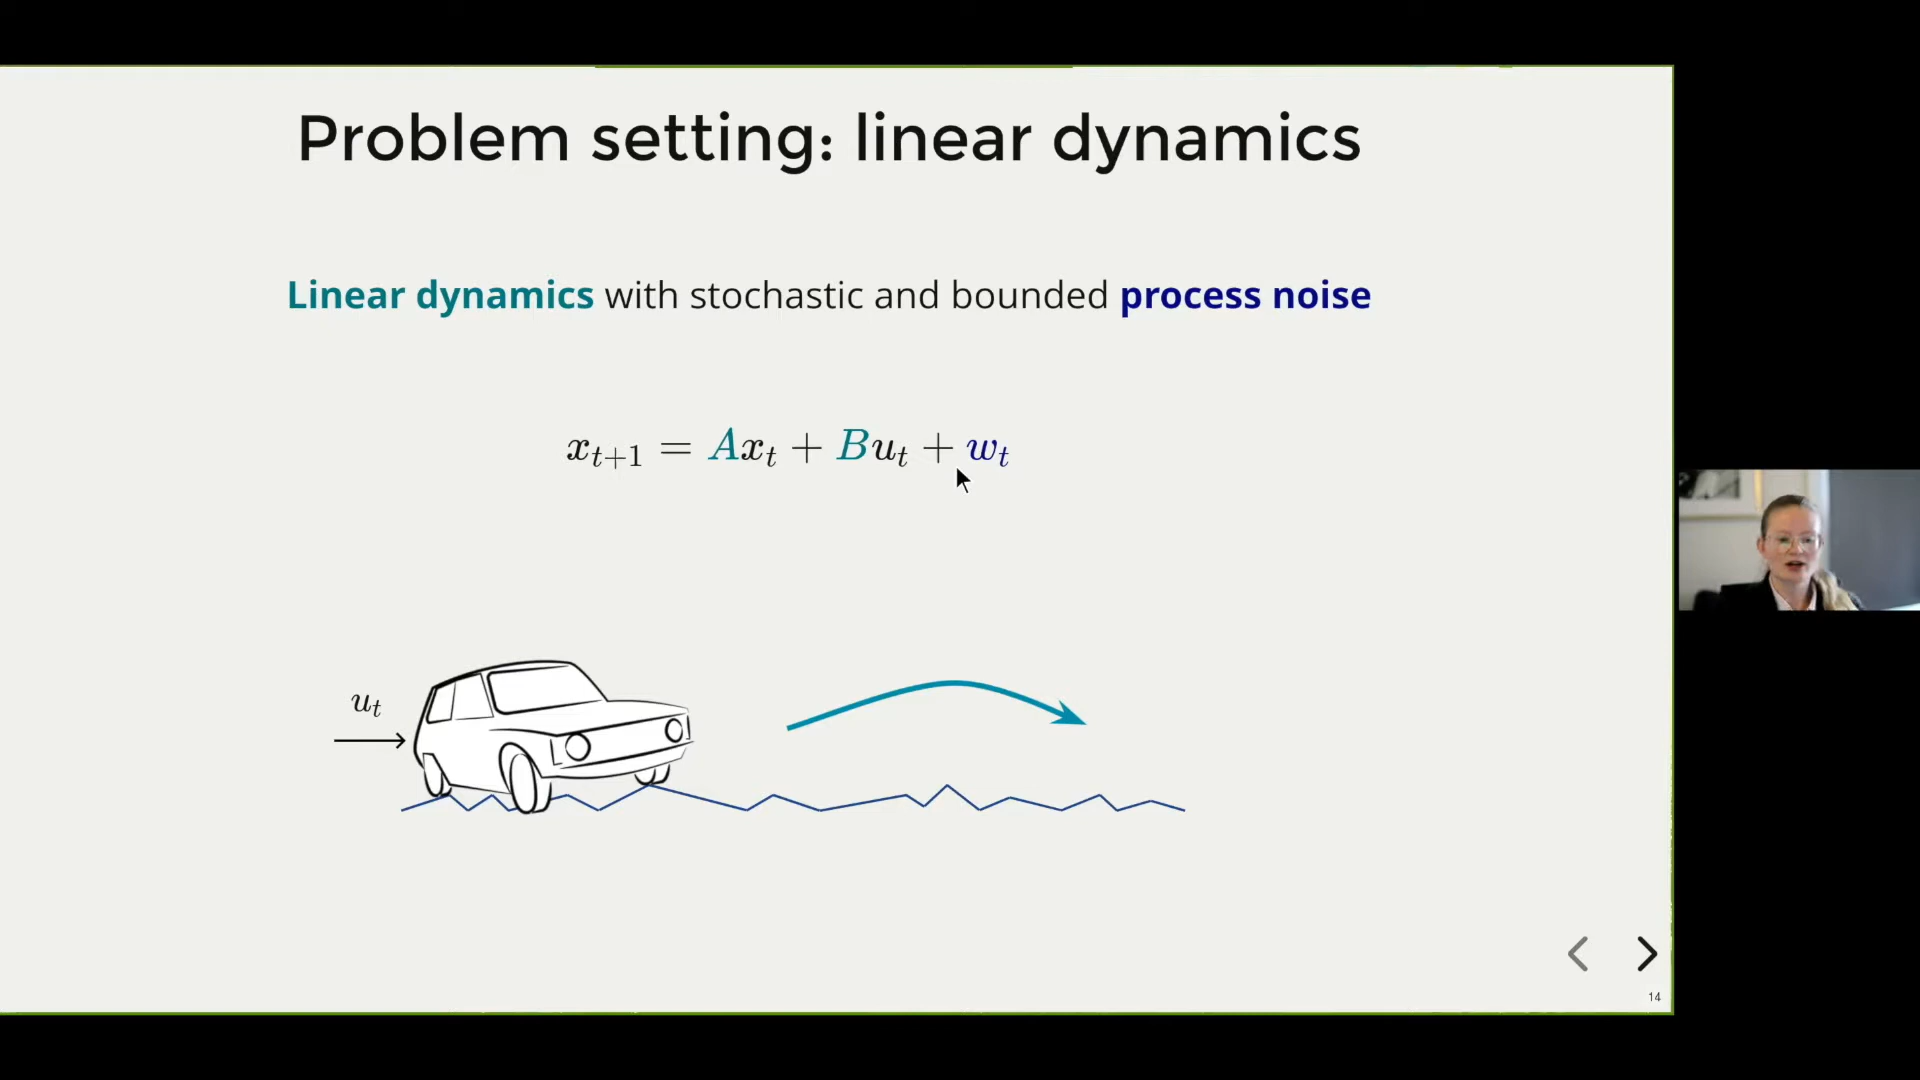 Problem setting: linear dynamics
Linear dynamics with stochastic and bounded process noise
x_{t+1} = Ax_t + Bu_t + w_t
u_t
14